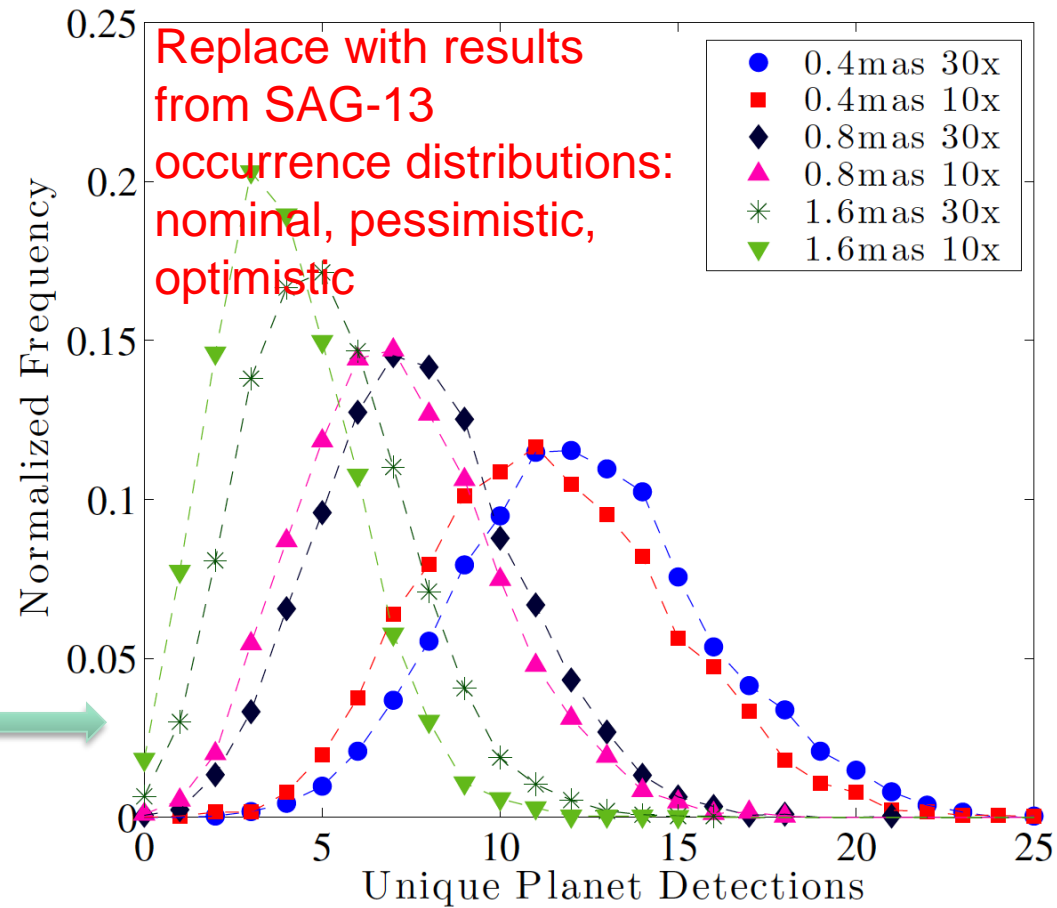 Replace with results
from SAG-13
occurrence distributions:
nominal, pessimistic,
optimistic
0.4mas 30x
0.4mas 10x
0.8mas 30x
0.8mas 10x
1.6mas 30x
1.6mas 10x
Normalized Frequency
0.25
0.2
0.15
0.1
0.05
0
0
5
10
15
20
25
Unique Planet Detections